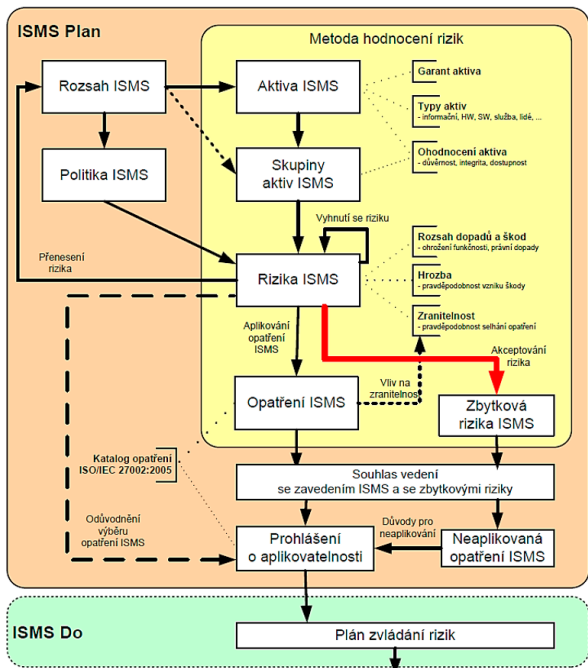 ISMS Plan
Metoda hodnocení rizik
Rozsah ISMS
Aktiva ISMS
Garant aktiva
Typy aktiv
- informační, HW, SW, služba, lidé, ...
Ohodnocení aktiva
- důvěrnost, integrita, dostupnost
Politika ISMS
Skupiny
aktiv ISMS
Vyhnutí se riziku
Rozsah dopadů a škod
- ohrožení funkčnosti, právní dopady
Přenesení
rizika
Rizika ISMS
Hrozba
- pravděpodobnost vzniku škody
Zranitelnost
- pravděpodobnost selhání opatření
Aplikování
opatření
ISMS
Akceptování
rizika
Vliv na
zranitelnost
Opatření ISMS
Zbytková
rizika ISMS
Katalog opatření
ISO/IEC 27002:2005
Souhlas vedení
se zavedením ISMS a se zbytkovými riziky
Odůvodnění
výběru
opatření ISMS
Prohlášení
o aplikovatelnosti
Důvody pro
neaplikování
Neaplikovaná
opatření ISMS
ISMS Do
Plán zvládání rizik